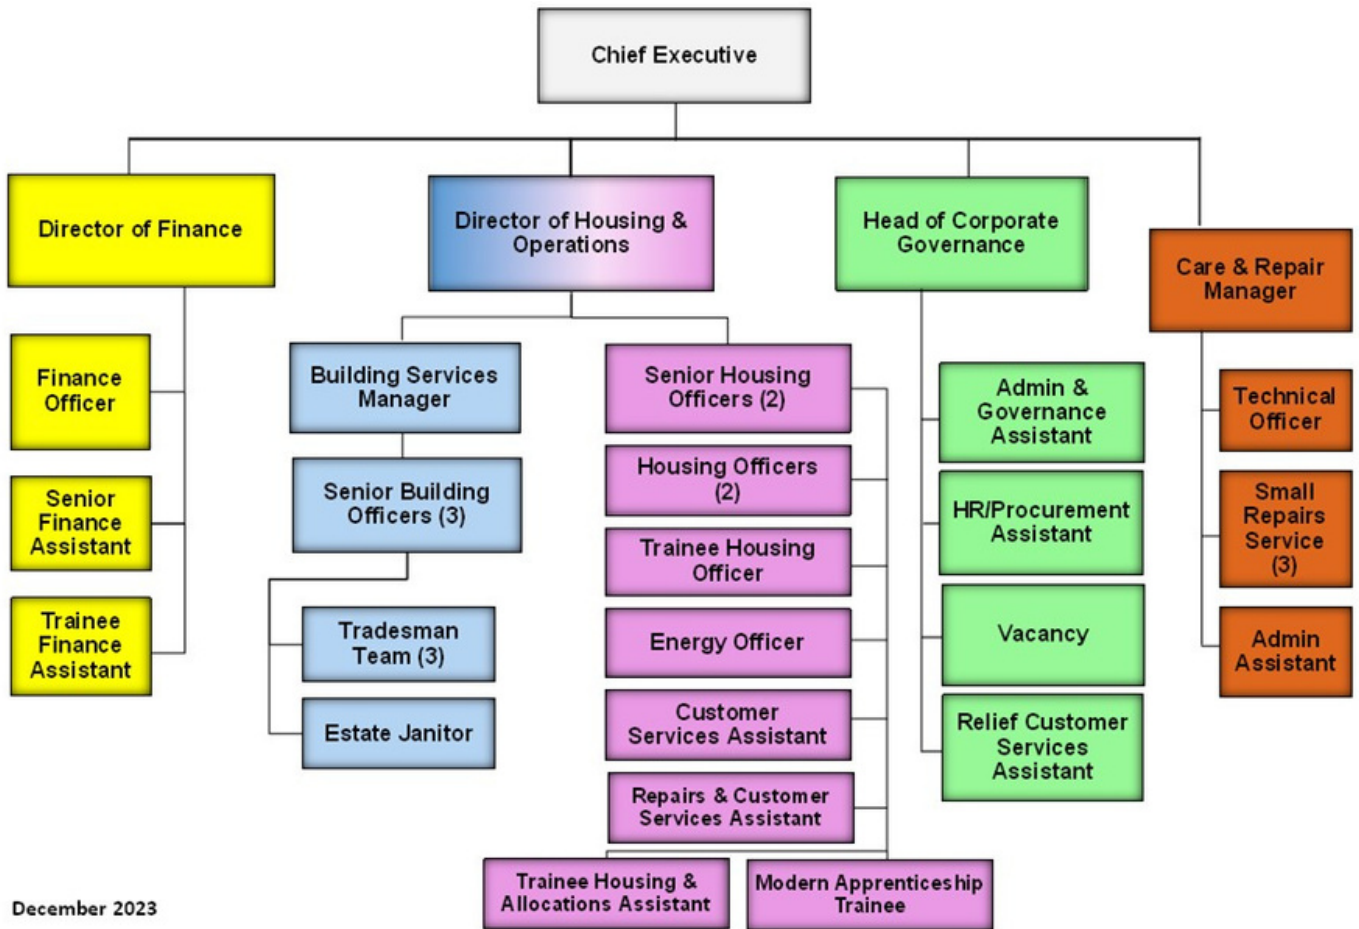 Chief Executive
Director of Finance
Director of Housing &
Operations
Head of Corporate
Governance
Care & Repair
Manager
Finance
Officer
Senior
Finance
Assistant
Trainee
Finance
Assistant
Building Services
Manager
Senior Building
Officers (3)
Tradesman
Team (3)
Estate Janitor
Senior Housing
Officers (2)
Housing Officers
(2)
Trainee Housing
Officer
Energy Officer
Customer
Services Assistant
Repairs & Customer
Services Assistant
Trainee Housing &
Allocations Assistant
Modern Apprenticeship
Trainee
Admin &
Governance
Assistant
HR/Procurement
Assistant
Vacancy
Relief Customer
Services
Assistant
Technical
Officer
Small
Repairs
Service
(3)
Admin
Assistant
December 2023